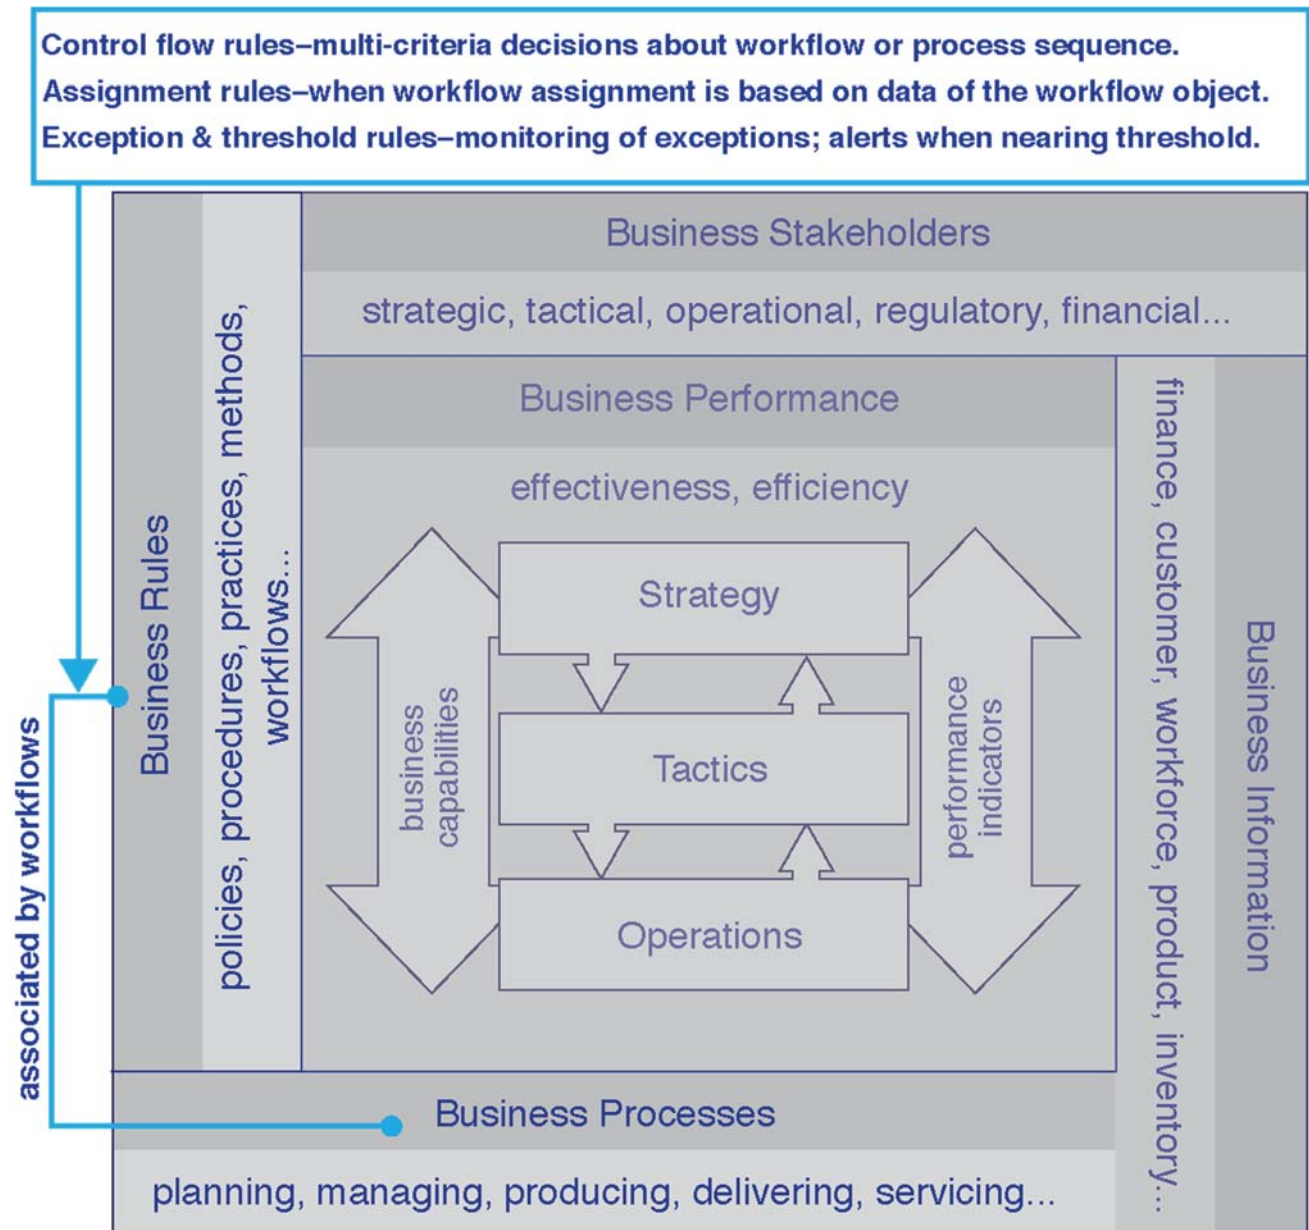 Control flow rules–multi-criteria decisions about workflow or process sequence.
Assignment rules–when workflow assignment is based on data of the workflow object.
Exception & threshold rules–monitoring of exceptions; alerts when nearing threshold.
associated by workflows
Business Rules
policies, procedures, practices, methods,
workflows...
Business Stakeholders
strategic, tactical, operational, regulatory, financial...
Business Performance
effectiveness, efficiency
business
capabilities
Strategy
Tactics
Operations
performance
indicators
finance, customer, workforce, product, inventory...
Business Information
Business Processes
planning, managing, producing, delivering, servicing...